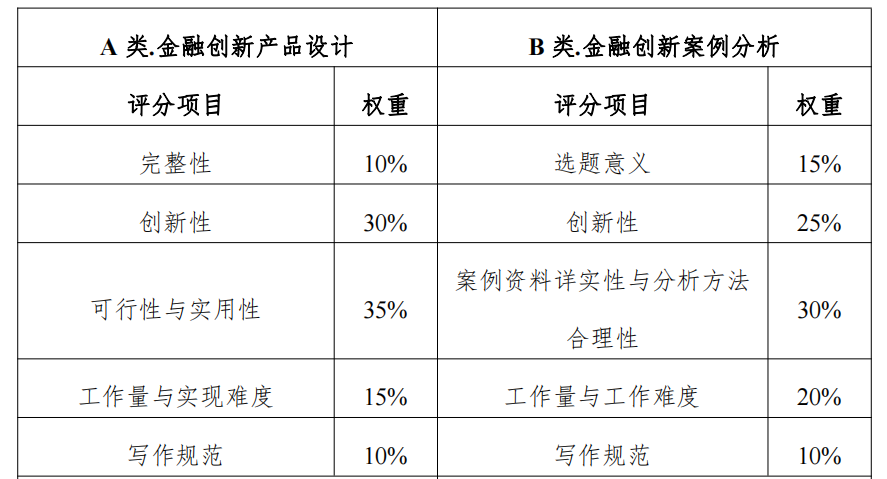 A 类.金融创新产品设计 B 类.金融创新案例分析
评分项目 权重 评分项目 权重
完整性 10% 选题意义 15%
创新性 30% 创新性 25%
可行性与实用性 35% 案例资料详实性与分析方法
合理性 30%
工作量与实现难度 15% 工作量与工作难度 20%
写作规范 10% 写作规范 10%